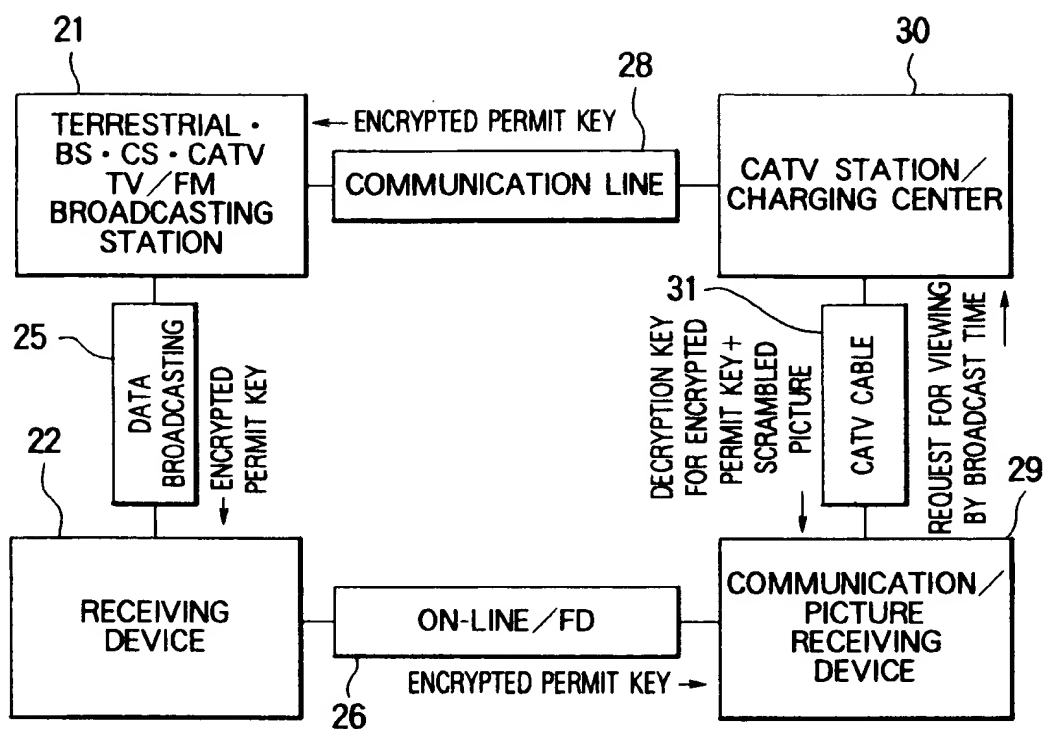 21
28
30
TERRESTRIAL・
BS・CS・CATV
TV/FM
BROADCASTING
STATION
← ENCRYPTED PERMIT KEY
COMMUNICATION LINE
CATV STATION/
CHARGING CENTER
25
DATA
BROADCASTING
ENCRYPTED
PERMIT KEY
↓
31
DECRYPTION KEY
FOR ENCRYPTED
PERMIT KEY+
SCRAMBLED
PICTURE
↓
CATV CABLE
REQUEST FOR VIEWING
BY BROADCAST TIME
↑
22
29
RECEIVING
DEVICE
ON-LINE/FD
COMMUNICATION/
PICTURE
RECEIVING
DEVICE
26
ENCRYPTED PERMIT KEY →